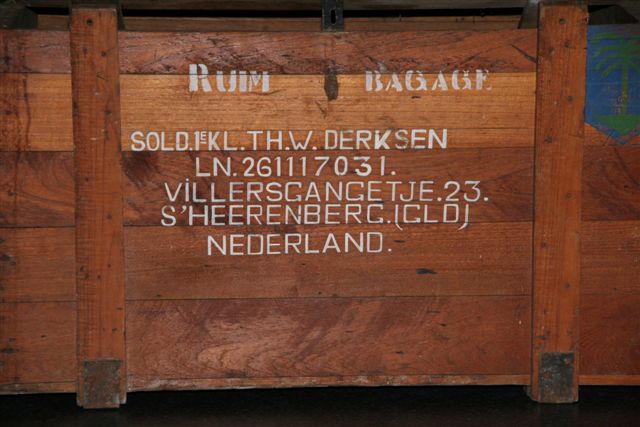 RUIM BAGAGE
SOLD.1EKL.TH.W. DERKSEN
LN.261117031.
VILLERSGANGETJE.23.
S'HEERENBERG.(GLD)
NEDERLAND.